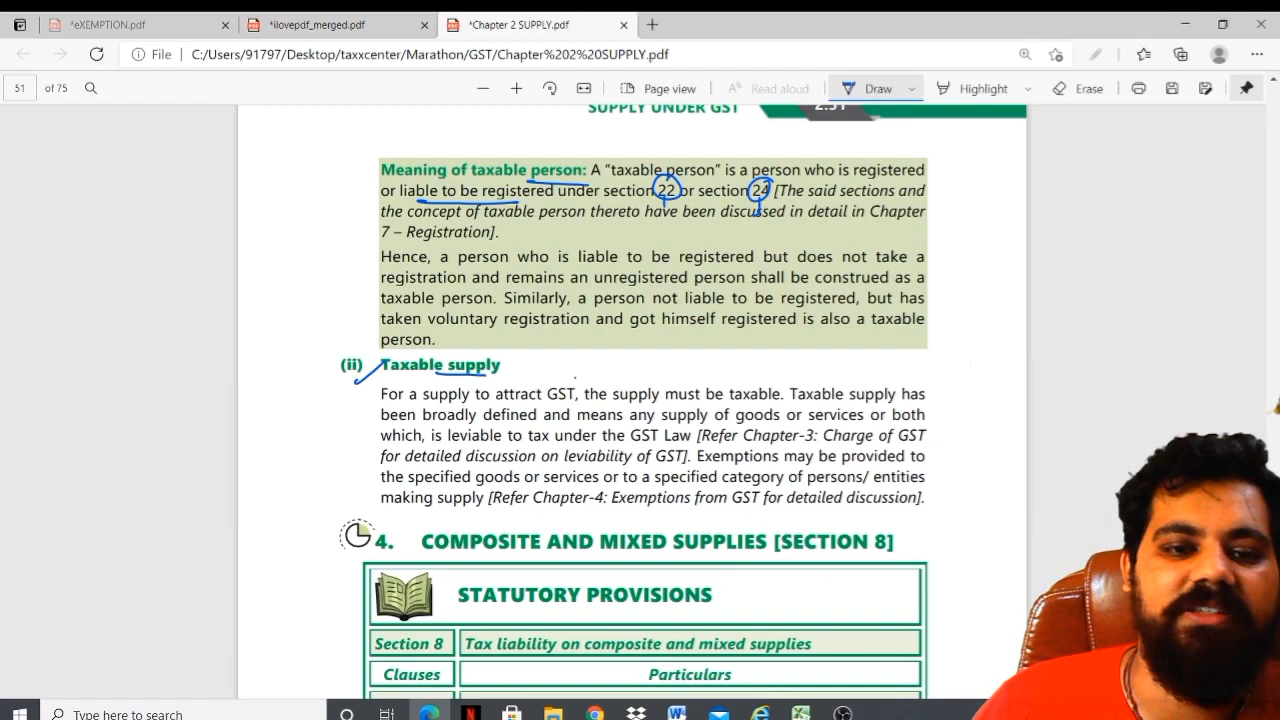 *eXEMPTION.pdf
*ilovepdf_merged.pdf
*Chapter 2 SUPPLY.pdf
File
C:/Users/91797/Desktop/taxxcenter/Marathon/GST/Chapter%202%20SUPPLY.pdf
51 of 75
Page view
Read aloud
Draw
Highlight
Erase
SUPPLY UNDER GST
2.51
Meaning of taxable person: A “taxable person” is a person who is registered
or liable to be registered under section 22 or section 24 [The said sections and
the concept of taxable person thereto have been discussed in detail in Chapter
7 – Registration].
Hence, a person who is liable to be registered but does not take a
registration and remains an unregistered person shall be construed as a
taxable person. Similarly, a person not liable to be registered, but has
taken voluntary registration and got himself registered is also a taxable
person.
(ii) Taxable supply
For a supply to attract GST, the supply must be taxable. Taxable supply has
been broadly defined and means any supply of goods or services or both
which, is leviable to tax under the GST Law [Refer Chapter-3: Charge of GST
for detailed discussion on leviability of GST]. Exemptions may be provided to
the specified goods or services or to a specified category of persons/ entities
making supply [Refer Chapter-4: Exemptions from GST for detailed discussion].
4. COMPOSITE AND MIXED SUPPLIES [SECTION 8]
STATUTORY PROVISIONS
Section 8 Tax liability on composite and mixed supplies
Clauses Particulars
Type here to search